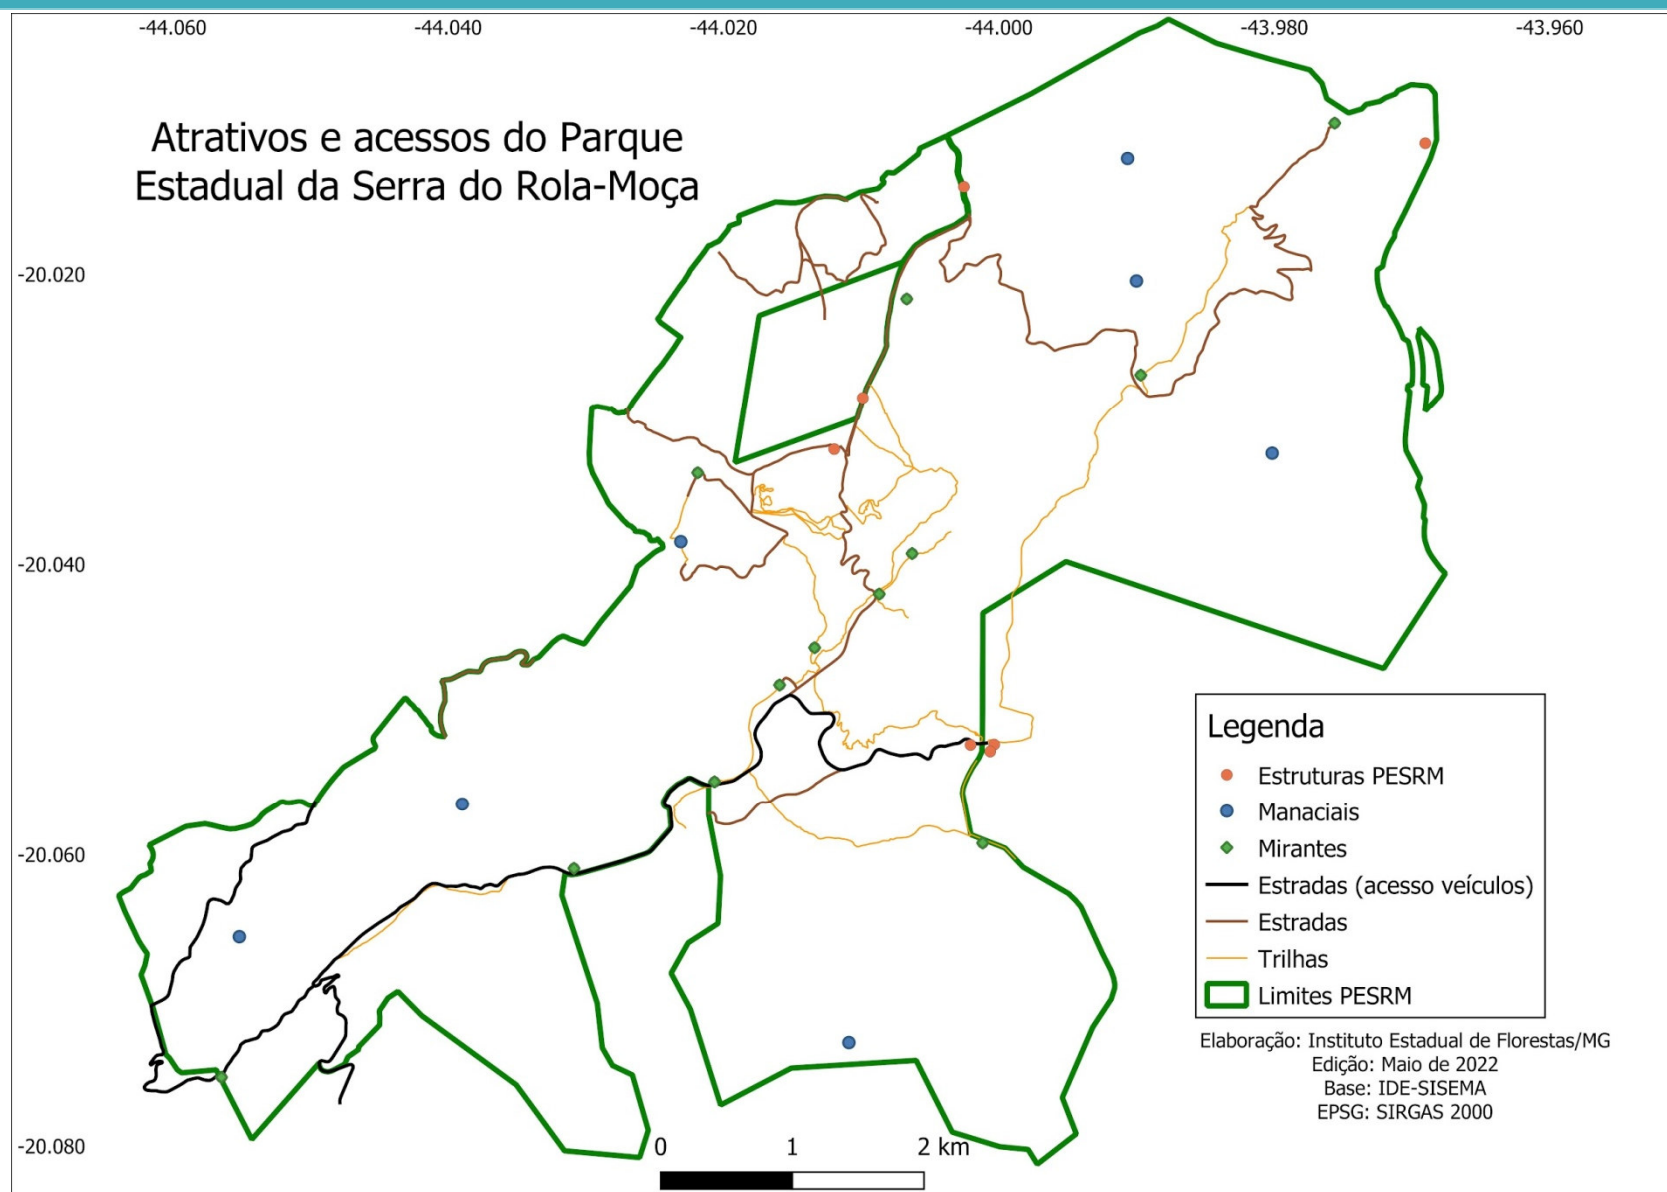 -44.060 -44.040 -44.020 -44.000 -43.980 -43.960
Atrativos e acessos do Parque
Estadual da Serra do Rola-Moça
-20.020
-20.040
-20.060
-20.080
Legenda
Estruturas PESRM
Manaciais
Mirantes
Estradas (acesso veículos)
Estradas
Trilhas
Limites PESRM
Elaboração: Instituto Estadual de Florestas/MG
Edição: Maio de 2022
Base: IDE-SISEMA
EPSG: SIRGAS 2000
0 1 2 km